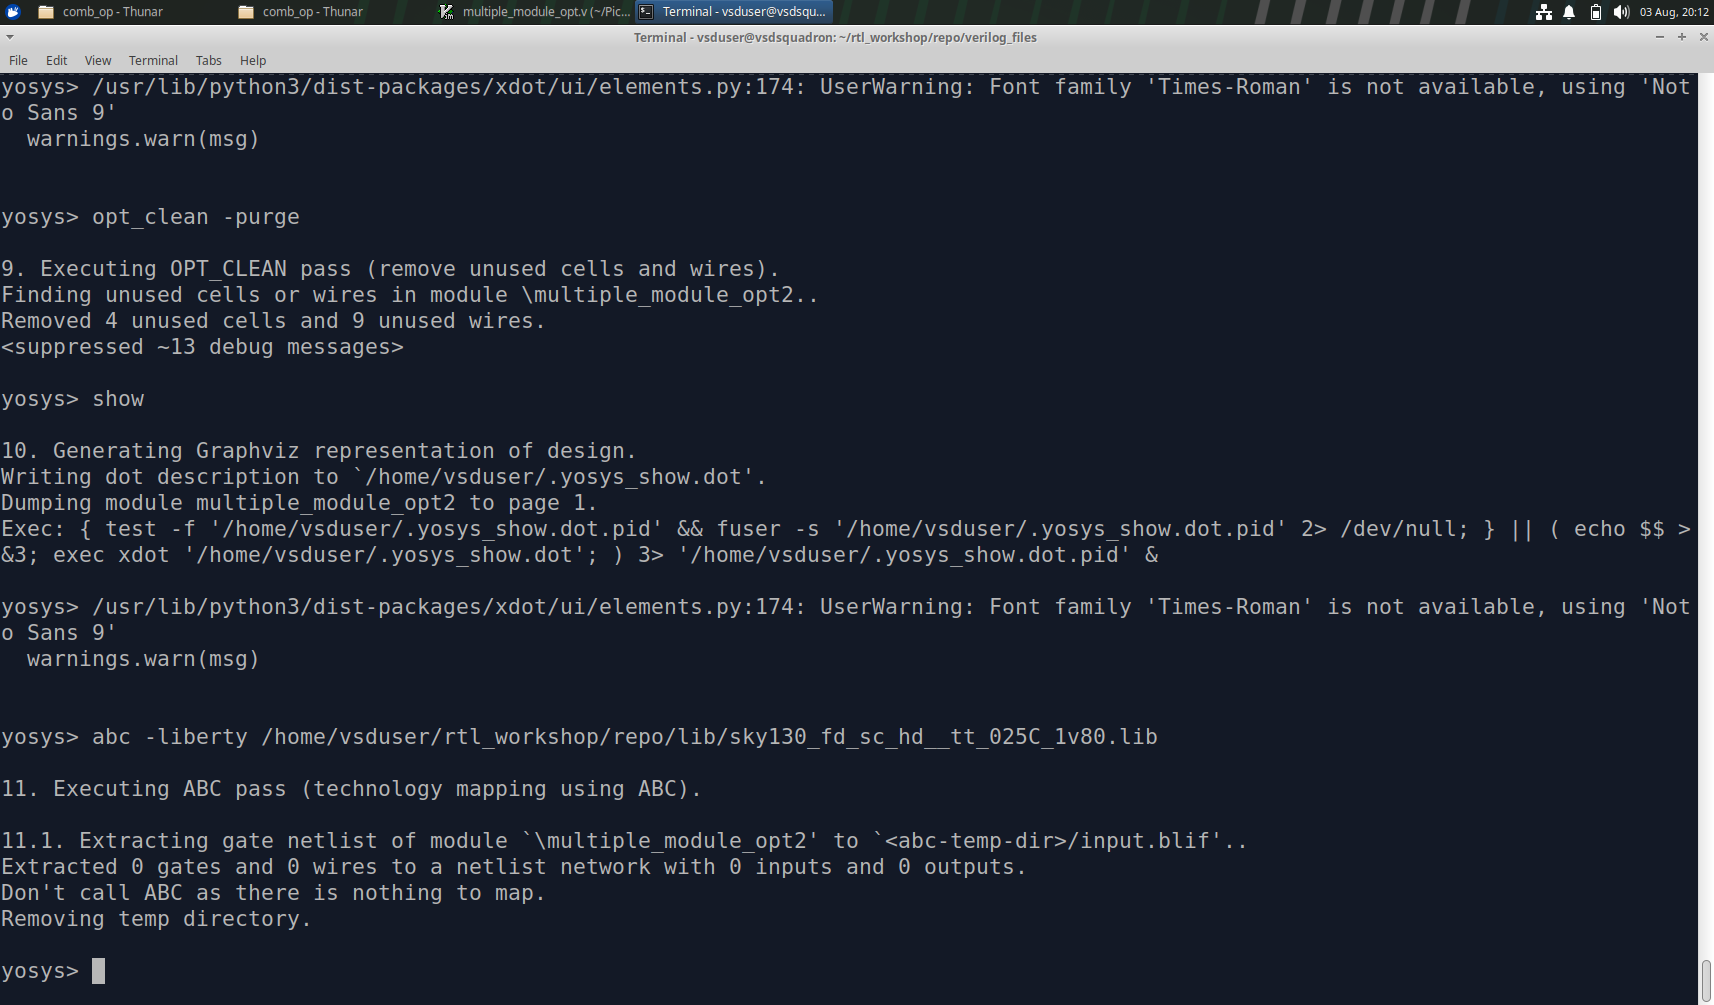 comb_op - Thunar
comb_op - Thunar
multiple_module_opt.v (~/Pic...
Terminal - vsduser@vsdsqu...
03 Aug, 20:12
Terminal - vsduser@vsdsquadron: ~/rtl_workshop/repo/verilog_files
File Edit View Terminal Tabs Help
yosys> /usr/lib/python3/dist-packages/xdot/ui/elements.py:174: UserWarning: Font family 'Times-Roman' is not available, using 'Not
o Sans 9'
  warnings.warn(msg)
yosys> opt_clean -purge
9. Executing OPT_CLEAN pass (remove unused cells and wires).
Finding unused cells or wires in module \multiple_module_opt2..
Removed 4 unused cells and 9 unused wires.
<suppressed ~13 debug messages>
yosys> show
10. Generating Graphviz representation of design.
Writing dot description to `/home/vsduser/.yosys_show.dot'.
Dumping module multiple_module_opt2 to page 1.
Exec: { test -f '/home/vsduser/.yosys_show.dot.pid' && fuser -s '/home/vsduser/.yosys_show.dot.pid' 2> /dev/null; } || ( echo $$ >
&3; exec xdot '/home/vsduser/.yosys_show.dot'; ) 3> '/home/vsduser/.yosys_show.dot.pid' &
yosys> /usr/lib/python3/dist-packages/xdot/ui/elements.py:174: UserWarning: Font family 'Times-Roman' is not available, using 'Not
o Sans 9'
  warnings.warn(msg)
yosys> abc -liberty /home/vsduser/rtl_workshop/repo/lib/sky130_fd_sc_hd__tt_025C_1v80.lib
11. Executing ABC pass (technology mapping using ABC).
11.1. Extracting gate netlist of module `\multiple_module_opt2' to `<abc-temp-dir>/input.blif'..
Extracted 0 gates and 0 wires to a netlist network with 0 inputs and 0 outputs.
Don't call ABC as there is nothing to map.
Removing temp directory.
yosys>